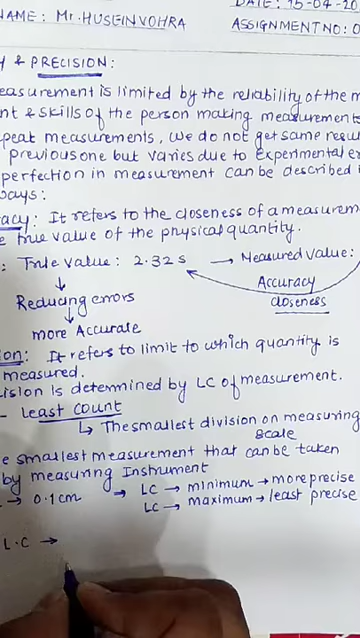 NAME: Mr. HUSEIN VOHRA
DATE: 15-04-20
ASSIGNMENT NO: 0
Y & PRECISION:
easurement is limited by the reliability of the m
nt & skills of the person making measurements
peat measurements, we do not get same resu
previous one but varies due to experimental e
perfection in measurement can be described i
ways:
acy: It refers to the closeness of a measurem
e true value of the physical quantity.
: True value: 2.32 s → Measured value:
Accuracy
closeness
Reducing errors
more Accurate
ion: It refers to limit to which quantity is
measured.
ision is determined by LC of measurement.
- Least count
↳ The smallest division on measuring
scale
e smallest measurement that can be taken
by measuring Instrument
→ 0.1 cm → LC → minimum → more precise
LC → maximum → least precise
L.C →